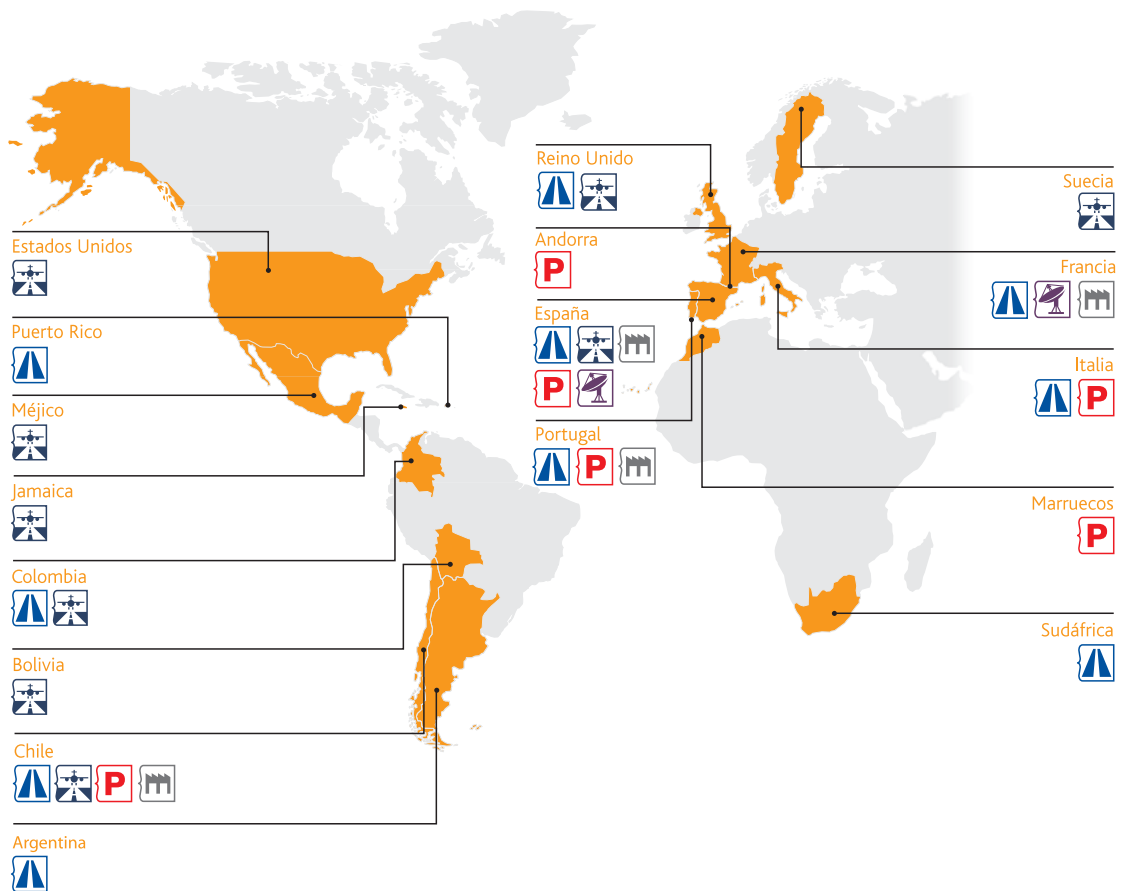 Estados Unidos
Puerto Rico
Méjico
Jamaica
Colombia
Bolivia
Chile
P
Argentina
Reino Unido
Andorra
P
España
P
Portugal
P
Suecia
Francia
Italia
P
Marruecos
P
Sudáfrica